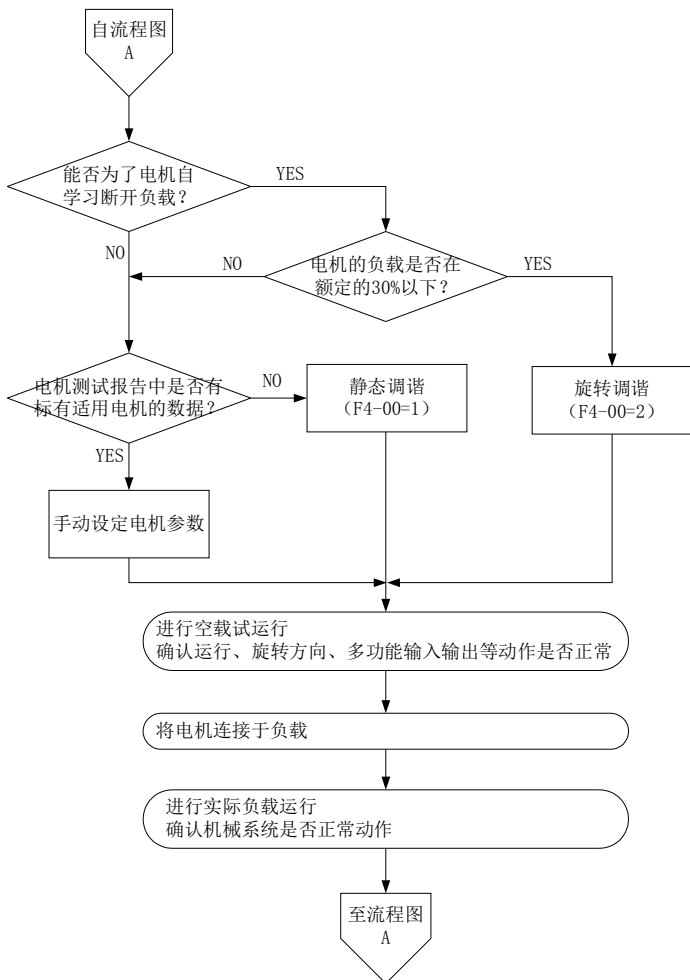 自流程图
A
能否为了电机自
学习断开负载？
YES
NO
电机的负载是否在
额定的30%以下？
NO
YES
电机测试报告中是否有
标有适用电机的数据？
NO
YES
静态调谐
（F4-00=1）
旋转调谐
（F4-00=2）
手动设定电机参数
进行空载试运行
确认运行、旋转方向、多功能输入输出等动作是否正常
将电机连接于负载
进行实际负载运行
确认机械系统是否正常动作
至流程图
A